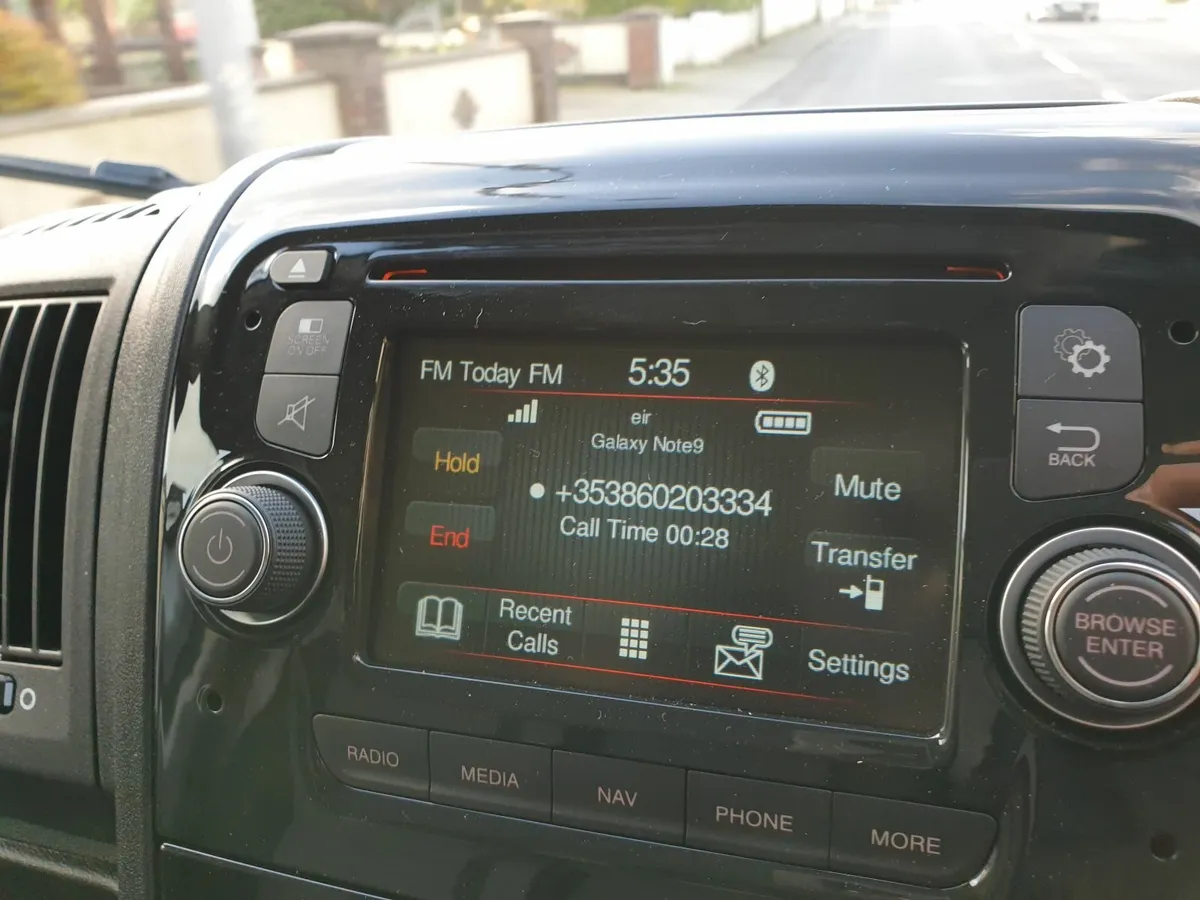 SCREEN
ON/OFF
FM Today FM
5:35
eir
Galaxy Note9
Hold
+353860203334
Mute
End
Call Time 00:28
Transfer
Recent
Calls
Settings
BACK
BROWSE
ENTER
RADIO
MEDIA
NAV
PHONE
MORE
O